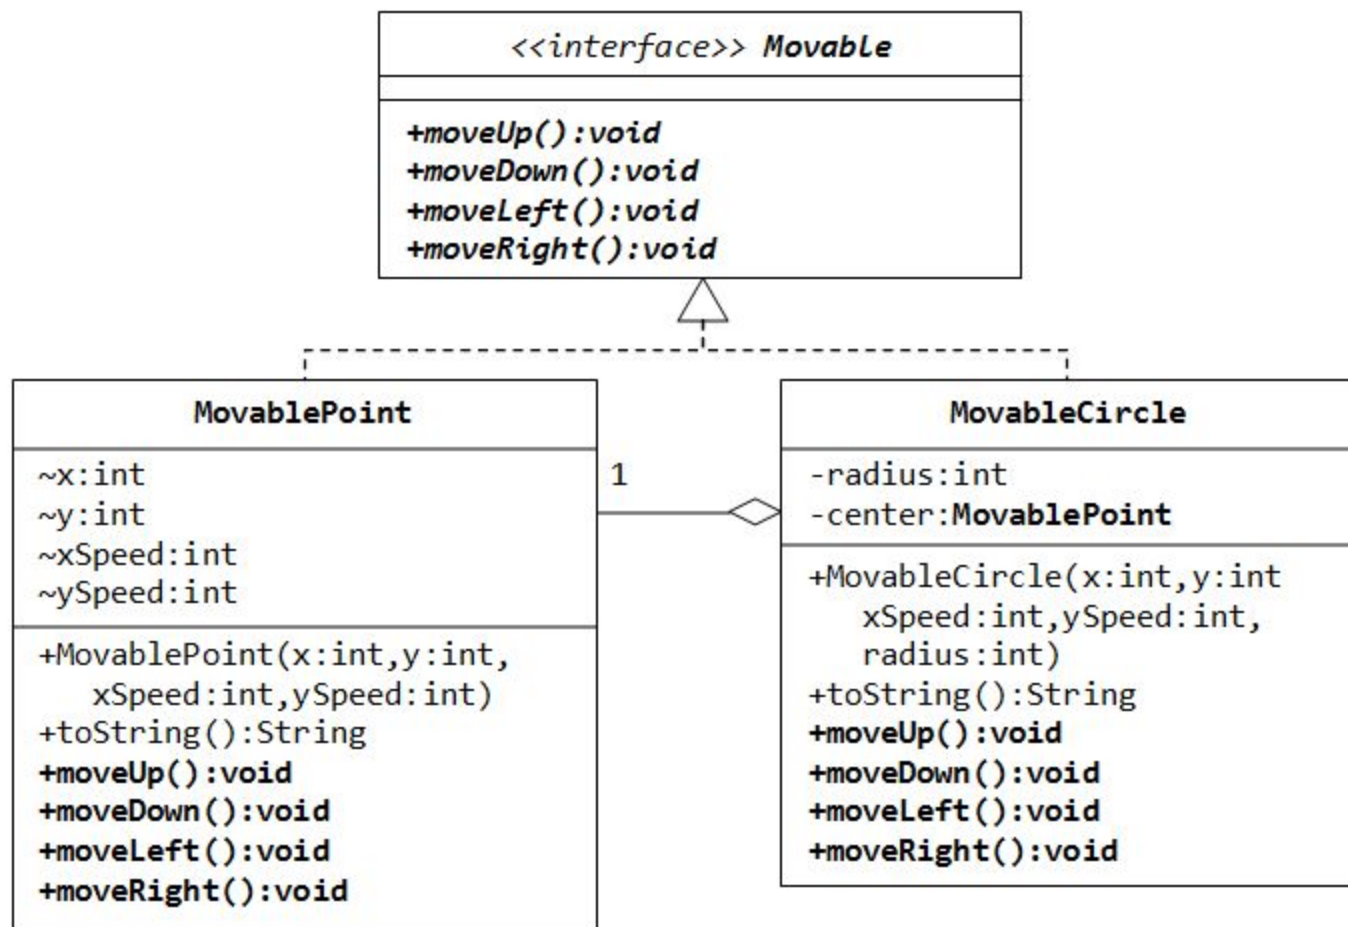 <<interface>> Movable
+moveUp():void
+moveDown():void
+moveLeft():void
+moveRight():void
MovablePoint
~x:int
~y:int
~xSpeed:int
~ySpeed:int
+MovablePoint(x:int,y:int,
xSpeed:int,ySpeed:int)
+toString():String
+moveUp():void
+moveDown():void
+moveLeft():void
+moveRight():void
1
MovableCircle
-radius:int
-center:MovablePoint
+MovableCircle(x:int,y:int
xSpeed:int,ySpeed:int,
radius:int)
+toString():String
+moveUp():void
+moveDown():void
+moveLeft():void
+moveRight():void